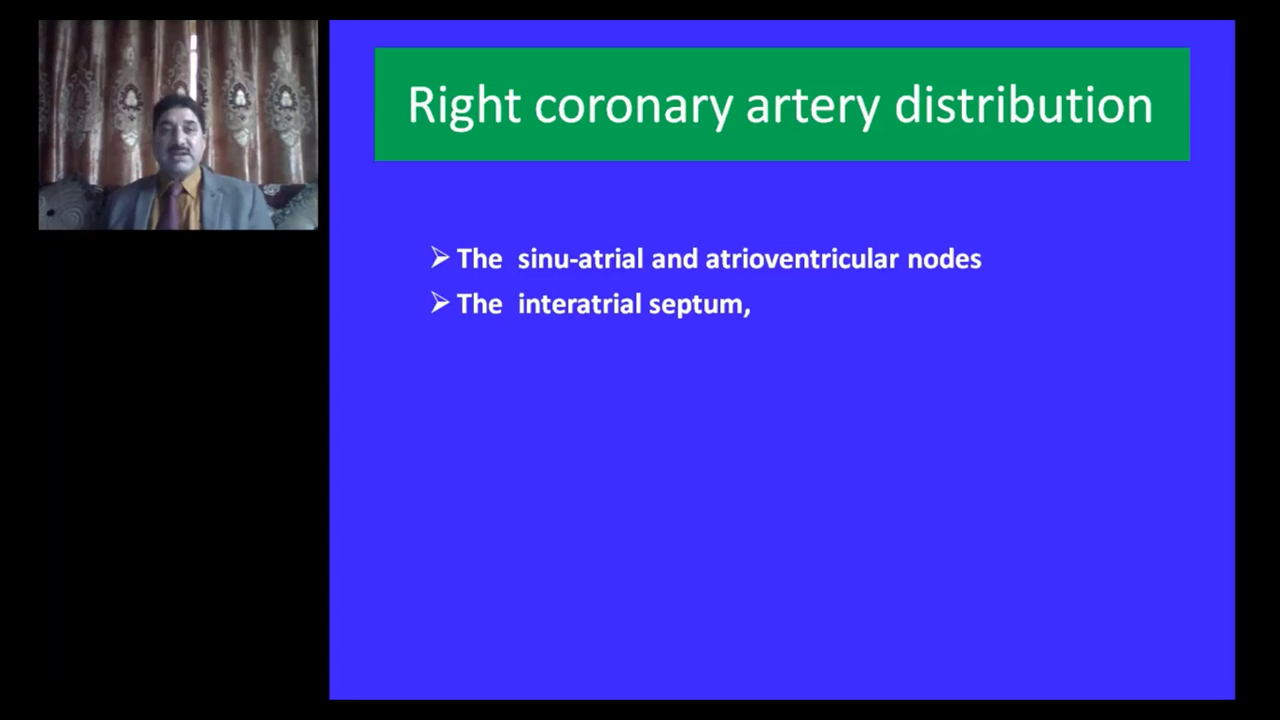 Right coronary artery distribution
➢ The sinu-atrial and atrioventricular nodes
➢ The interatrial septum,